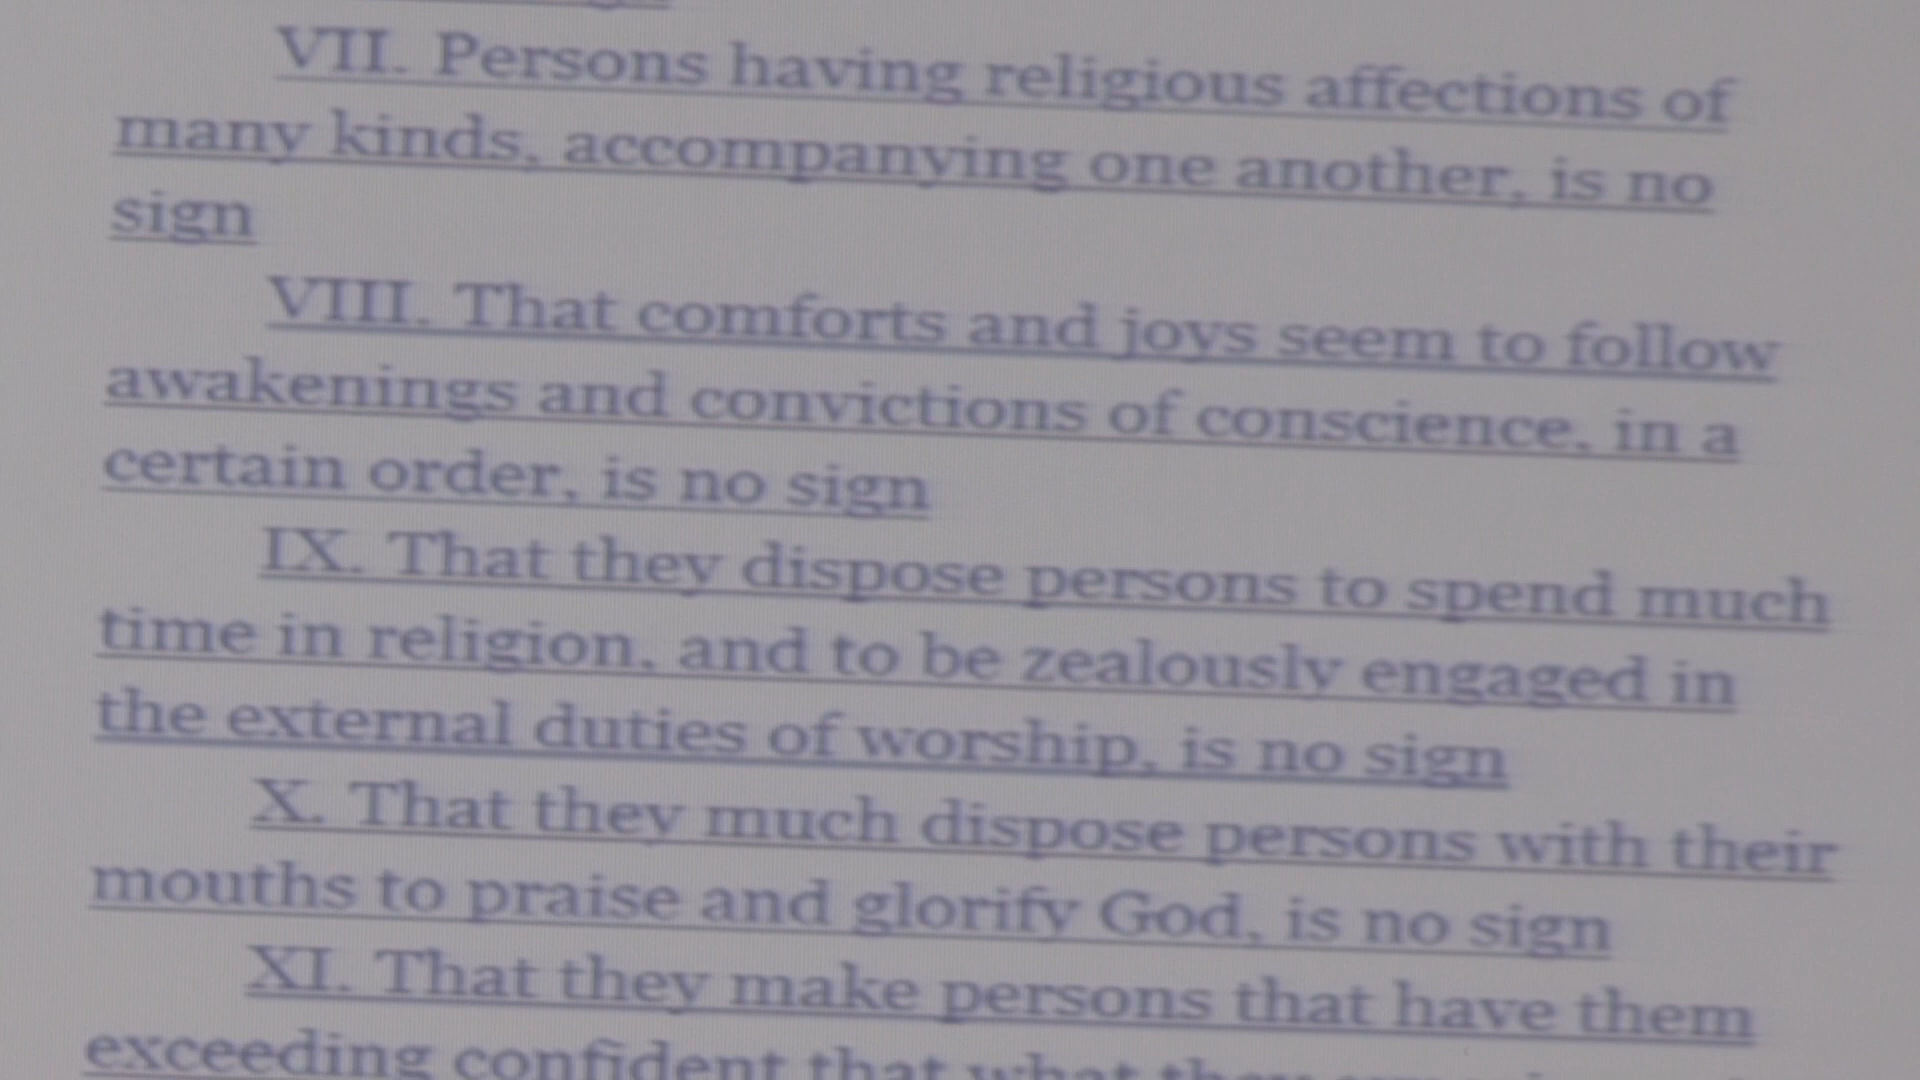 VII. Persons having religious affections of
many kinds, accompanying one another, is no
sign
VIII. That comforts and joys seem to follow
awakenings and convictions of conscience, in a
certain order, is no sign
IX. That they dispose persons to spend much
time in religion, and to be zealously engaged in
the external duties of worship, is no sign
X. That they much dispose persons with their
mouths to praise and glorify God, is no sign
XI. That they make persons that have them
exceeding confident that what they